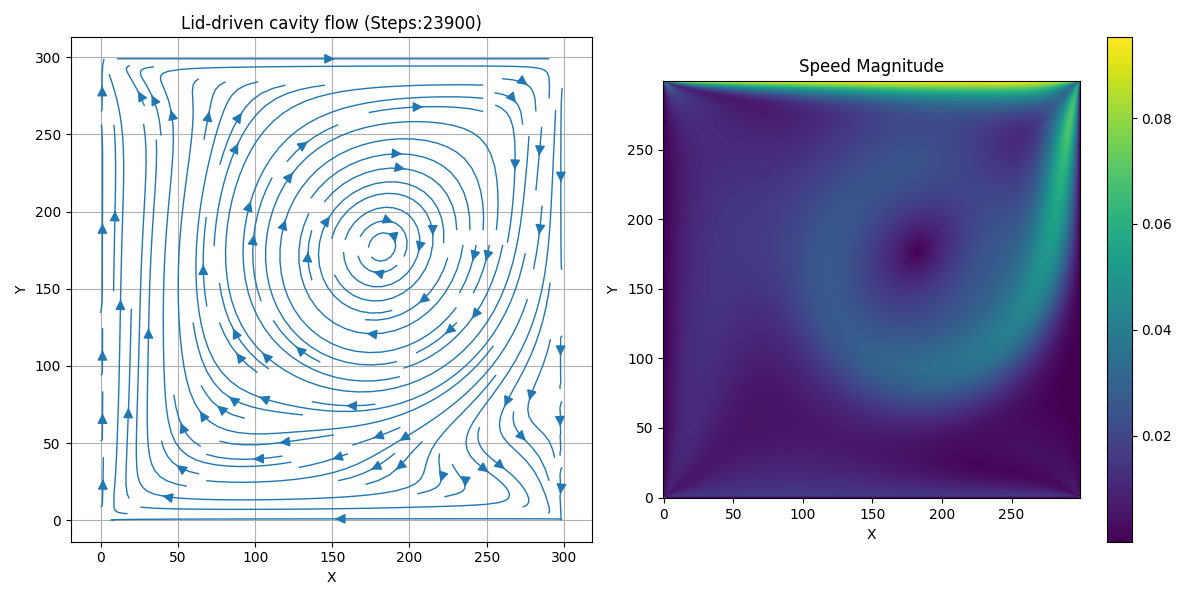 Lid-driven cavity flow (Steps:23900)
300
250
200
150
100
50
0
Y
0 50 100 150 200 250 300
X
Speed Magnitude
250
200
150
100
50
0
Y
0 50 100 150 200 250
X
0.08
0.06
0.04
0.02